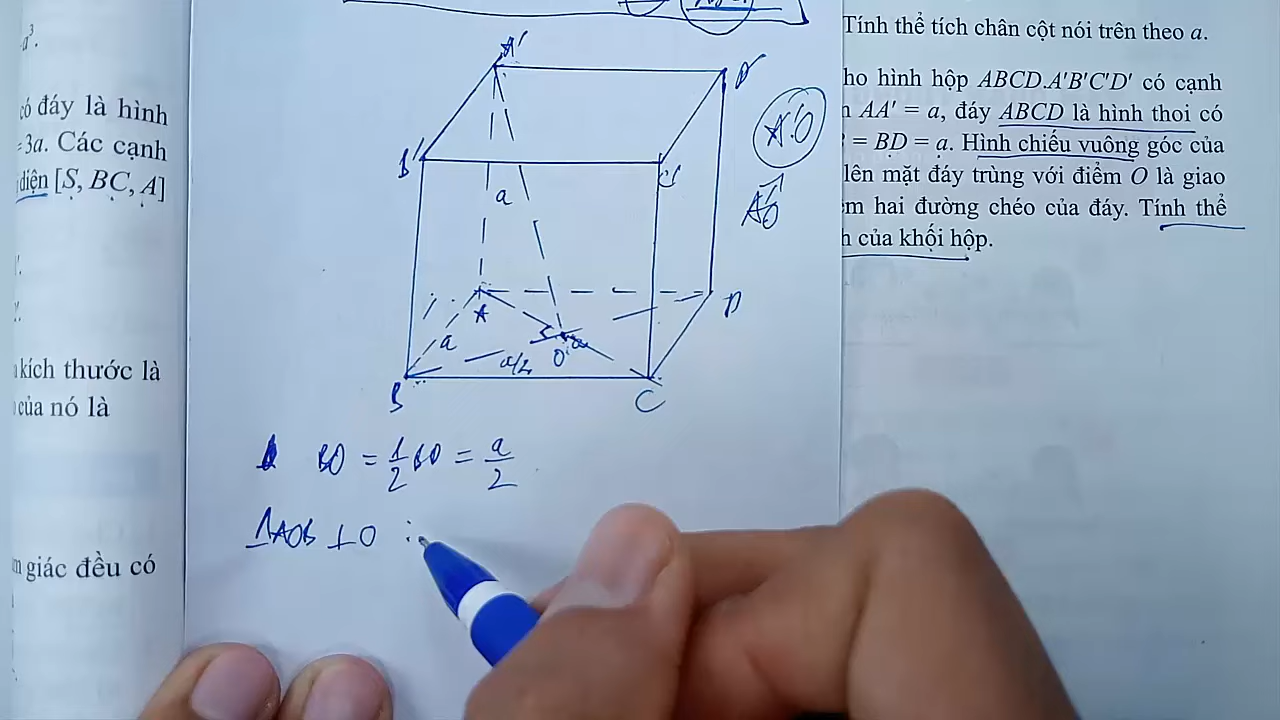 a³.
có đáy là hình
= 3a. Các cạnh
diện [S, BC, A]
kích thước là
của nó là
giác đều có
A'
D'
B'
C'
a
A
D
a
a/2
O
B
C
A'O
AO
BO = 1/2 BD = a/2
ΔAOB ⊥ O :
Tính thể tích chân cột nói trên theo a.
ho hình hộp ABCD.A'B'C'D' có cạnh
AA' = a, đáy ABCD là hình thoi có
= BD = a. Hình chiếu vuông góc của
lên mặt đáy trùng với điểm O là giao
hai đường chéo của đáy. Tính thể
của khối hộp.